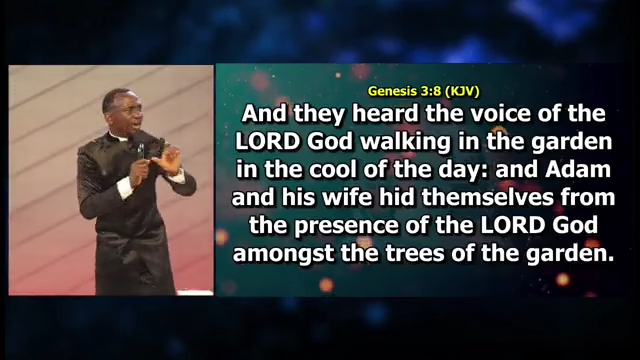 Genesis 3:8 (KJV)
And they heard the voice of the
LORD God walking in the garden
in the cool of the day: and Adam
and his wife hid themselves from
the presence of the LORD God
amongst the trees of the garden.